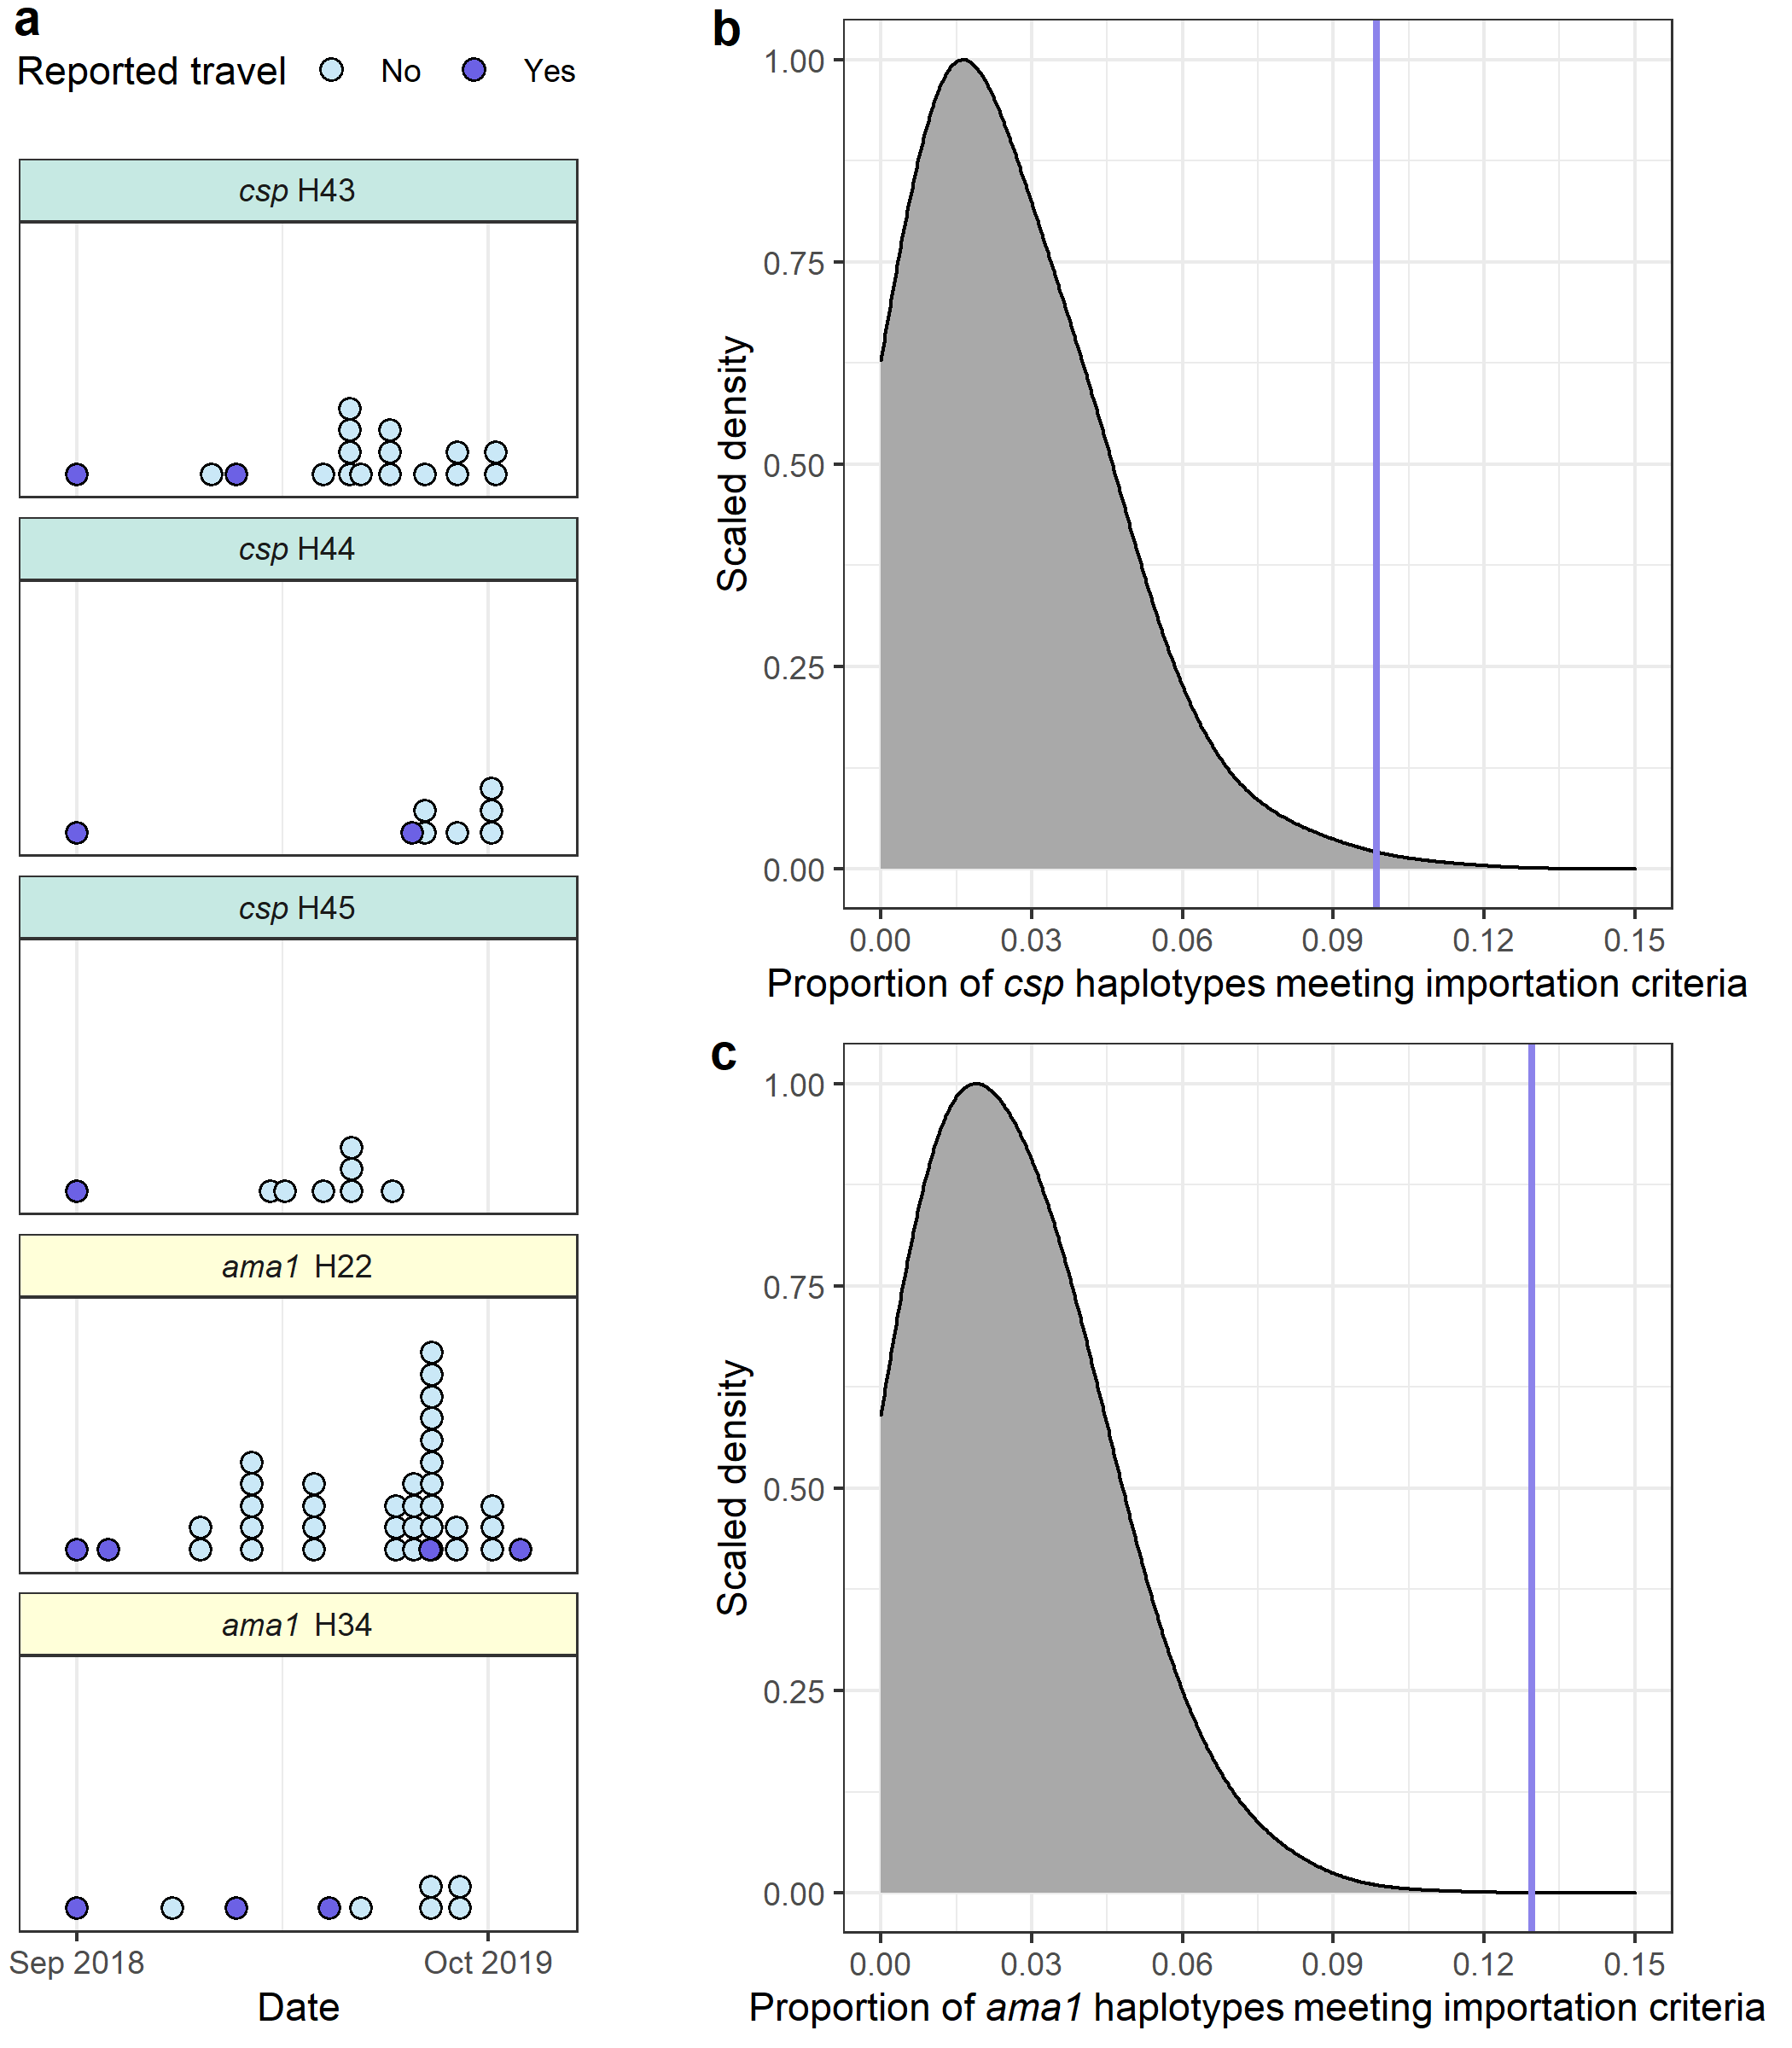 a
Reported travel No Yes
csp H43
csp H44
csp H45
ama1 H22
ama1 H34
Sep 2018 Oct 2019
Date
b
Scaled density
1.00
0.75
0.50
0.25
0.00
0.00 0.03 0.06 0.09 0.12 0.15
Proportion of csp haplotypes meeting importation criteria
c
Scaled density
1.00
0.75
0.50
0.25
0.00
0.00 0.03 0.06 0.09 0.12 0.15
Proportion of ama1 haplotypes meeting importation criteria